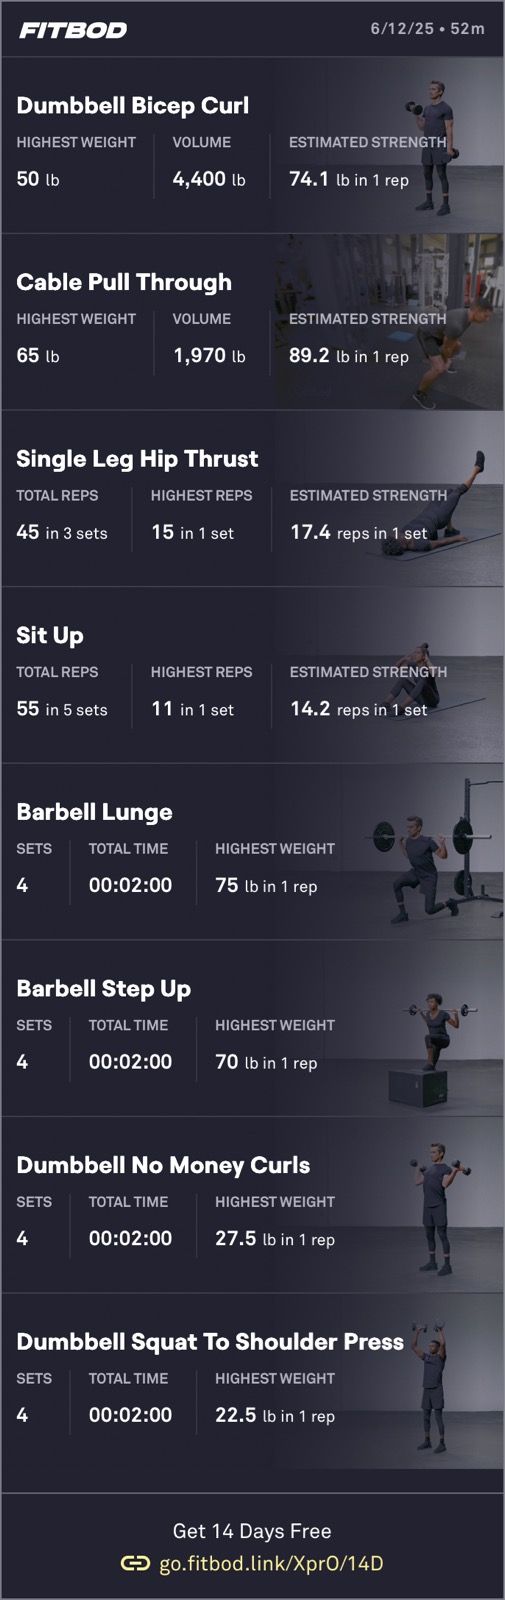 FITBOD
6/12/25 • 52m
Dumbbell Bicep Curl
HIGHEST WEIGHT VOLUME ESTIMATED STRENGTH
50 lb 4,400 lb 74.1 lb in 1 rep
Cable Pull Through
HIGHEST WEIGHT VOLUME ESTIMATED STRENGTH
65 lb 1,970 lb 89.2 lb in 1 rep
Single Leg Hip Thrust
TOTAL REPS HIGHEST REPS ESTIMATED STRENGTH
45 in 3 sets 15 in 1 set 17.4 reps in 1 set
Sit Up
TOTAL REPS HIGHEST REPS ESTIMATED STRENGTH
55 in 5 sets 11 in 1 set 14.2 reps in 1 set
Barbell Lunge
SETS TOTAL TIME HIGHEST WEIGHT
4 00:02:00 75 lb in 1 rep
Barbell Step Up
SETS TOTAL TIME HIGHEST WEIGHT
4 00:02:00 70 lb in 1 rep
Dumbbell No Money Curls
SETS TOTAL TIME HIGHEST WEIGHT
4 00:02:00 27.5 lb in 1 rep
Dumbbell Squat To Shoulder Press
SETS TOTAL TIME HIGHEST WEIGHT
4 00:02:00 22.5 lb in 1 rep
Get 14 Days Free
go.fitbod.link/XprO/14D